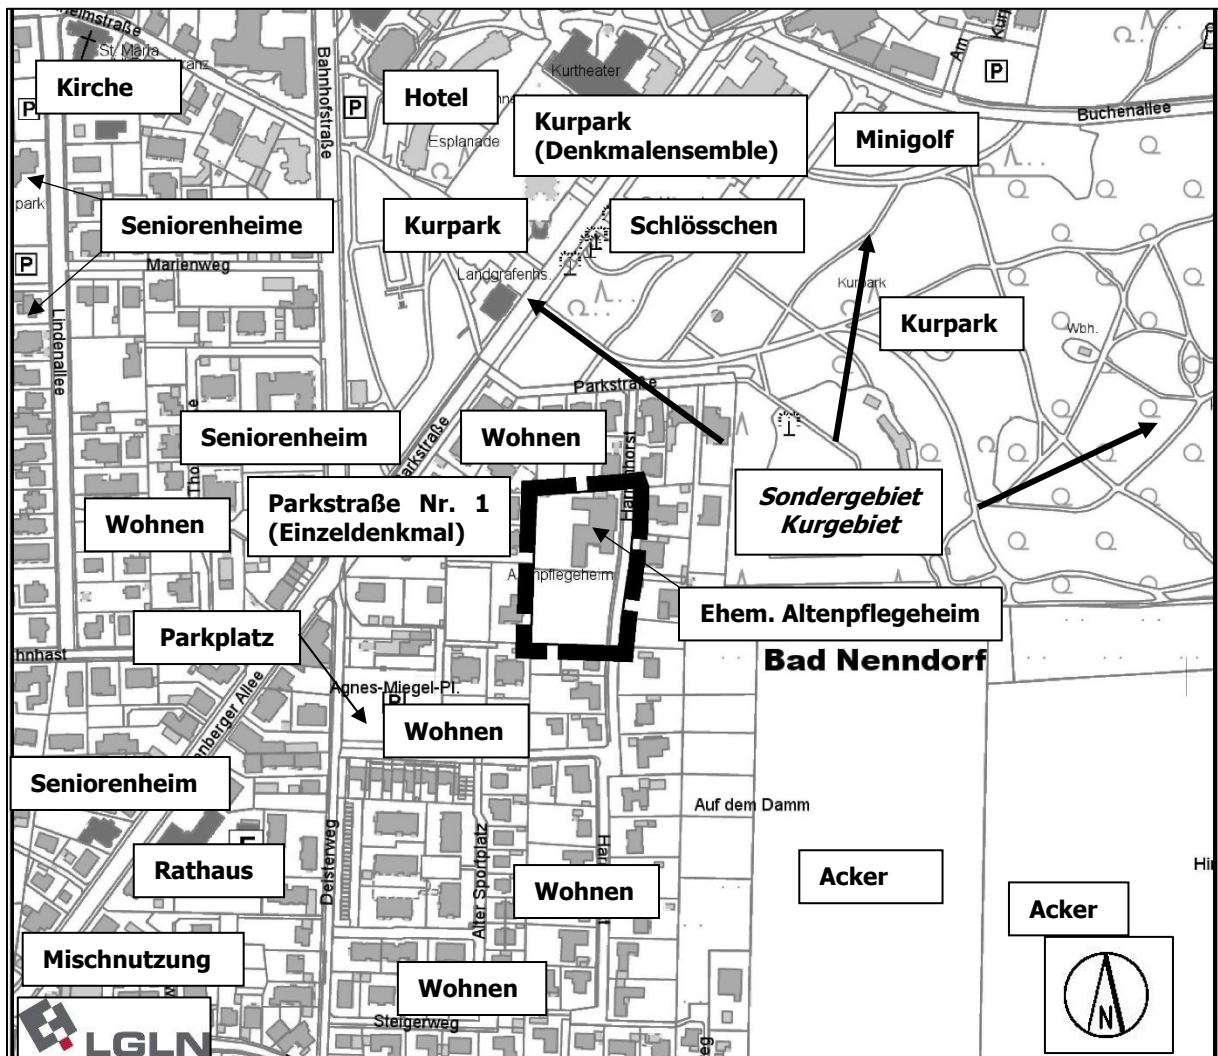 St. Maria
Kirche
P
Bahnhofstraße
P
Hotel
Kurtheater
Esplanade
Kurpark
(Denkmalensemble)
Am
P
Buchenallee
Minigolf
park
Seniorenheime
Kurpark
Schlösschen
P
Marienweg
Landgrafenhs.
Kurpark
Kurpark
Wbh.
Lindenallee
Parkstraße
Seniorenheim
Wohnen
Parkstraße Nr. 1
(Einzeldenkmal)
Wohnen
Sondergebiet
Kurgebiet
Ehem. Altenpflegeheim
Parkplatz
Bad Nenndorf
Agnes-Miegel-Pl.
P
Wohnen
Seniorenheim
Auf dem Damm
Deisterweg
Alter Sportplatz
Rathaus
Wohnen
Acker
Acker
Mischnutzung
Wohnen
Steigerweg
N
LGLN